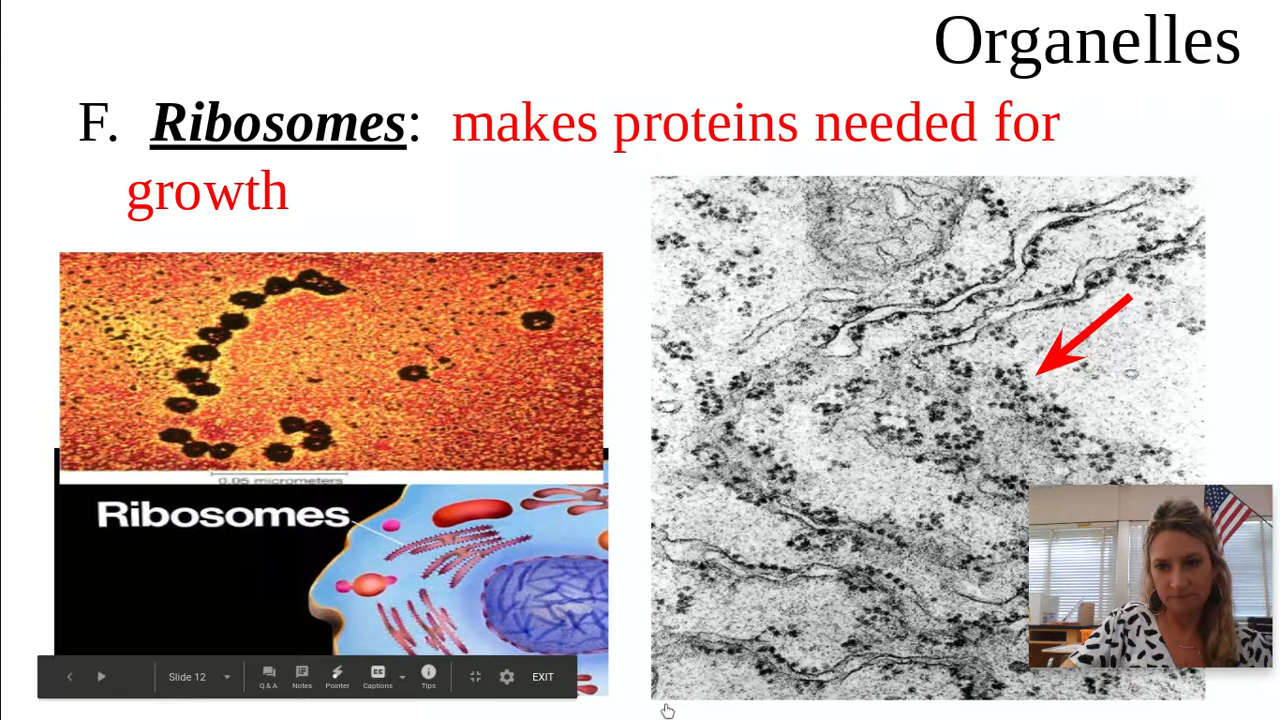 Organelles
F. Ribosomes: makes proteins needed for
growth
0.05 micrometers
Ribosomes
Slide 12
Q & A
Notes
Pointer
Captions
Tips
EXIT